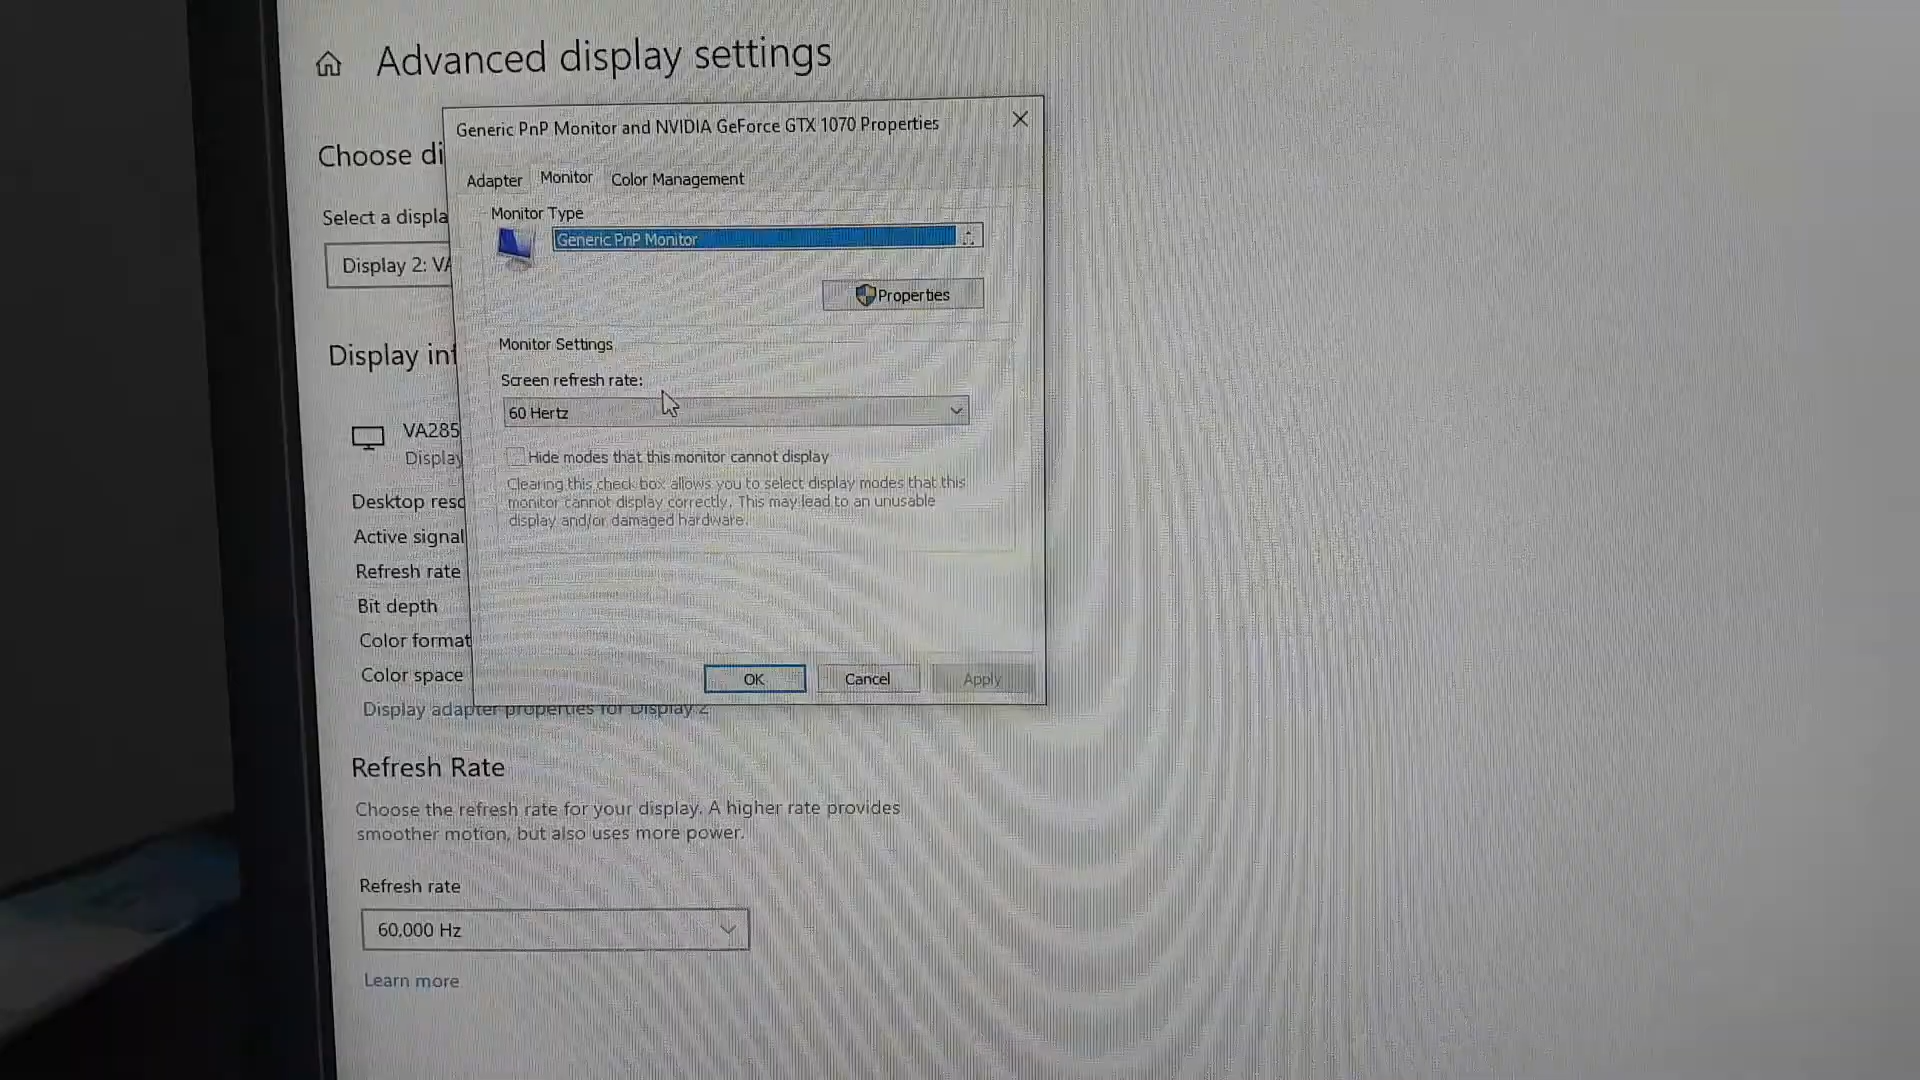 Advanced display settings
Generic PnP Monitor and NVIDIA GeForce GTX 1070 Properties
Choose di
Adapter Monitor Color Management
Select a displa
Monitor Type
Generic PnP Monitor
Display 2: VA
Properties
Monitor Settings
Display inf
Screen refresh rate:
60 Hertz
VA285
Display
Hide modes that this monitor cannot display
Clearing this check box allows you to select display modes that this
monitor cannot display correctly. This may lead to an unusable
display and/or damaged hardware.
Desktop reso
Active signal
Refresh rate
Bit depth
Color format
Color space
OK Cancel Apply
Display adapter properties for Display 2
Refresh Rate
Choose the refresh rate for your display. A higher rate provides
smoother motion, but also uses more power.
Refresh rate
60.000 Hz
Learn more